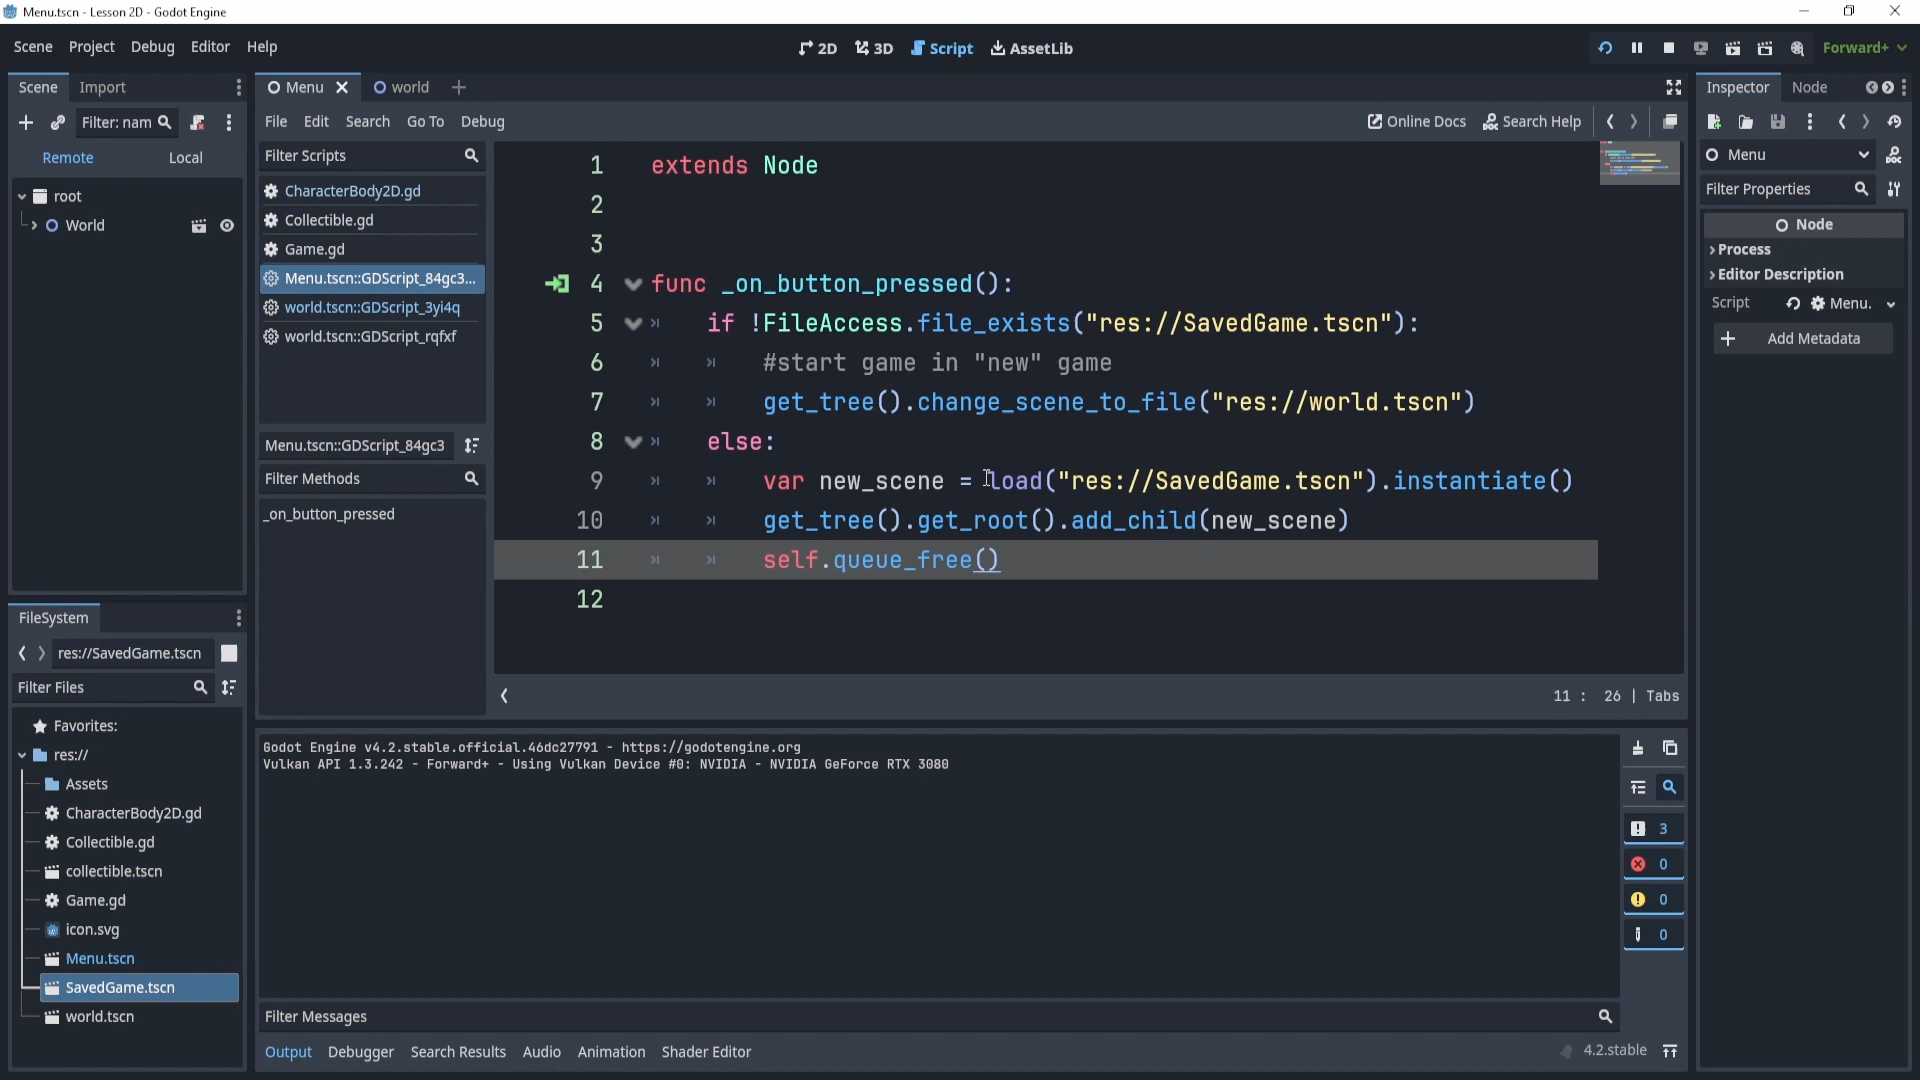 Menu.tscn - Lesson 2D - Godot Engine
Scene Project Debug Editor Help
2D 3D Script AssetLib
Forward+
Scene Import
Filter: nam
Remote Local
root
World
Menu world
File Edit Search Go To Debug
Online Docs Search Help
Filter Scripts
CharacterBody2D.gd
Collectible.gd
Game.gd
Menu.tscn::GDScript_84gc3...
world.tscn::GDScript_3yi4q
world.tscn::GDScript_rqfxf
Menu.tscn::GDScript_84gc3
Filter Methods
_on_button_pressed
1 extends Node
2
3
4 func _on_button_pressed():
5 if !FileAccess.file_exists("res://SavedGame.tscn"):
6 #start game in "new" game
7 get_tree().change_scene_to_file("res://world.tscn")
8 else:
9 var new_scene = load("res://SavedGame.tscn").instantiate()
10 get_tree().get_root().add_child(new_scene)
11 self.queue_free()
12
11 : 26 | Tabs
Inspector Node
Menu
Filter Properties
Node
Process
Editor Description
Script Menu.
Add Metadata
FileSystem
res://SavedGame.tscn
Filter Files
Favorites:
res://
Assets
CharacterBody2D.gd
Collectible.gd
collectible.tscn
Game.gd
icon.svg
Menu.tscn
SavedGame.tscn
world.tscn
Godot Engine v4.2.stable.official.46dc27791 - https://godotengine.org
Vulkan API 1.3.242 - Forward+ - Using Vulkan Device #0: NVIDIA - NVIDIA GeForce RTX 3080
3
0
0
0
Filter Messages
Output Debugger Search Results Audio Animation Shader Editor
4.2.stable